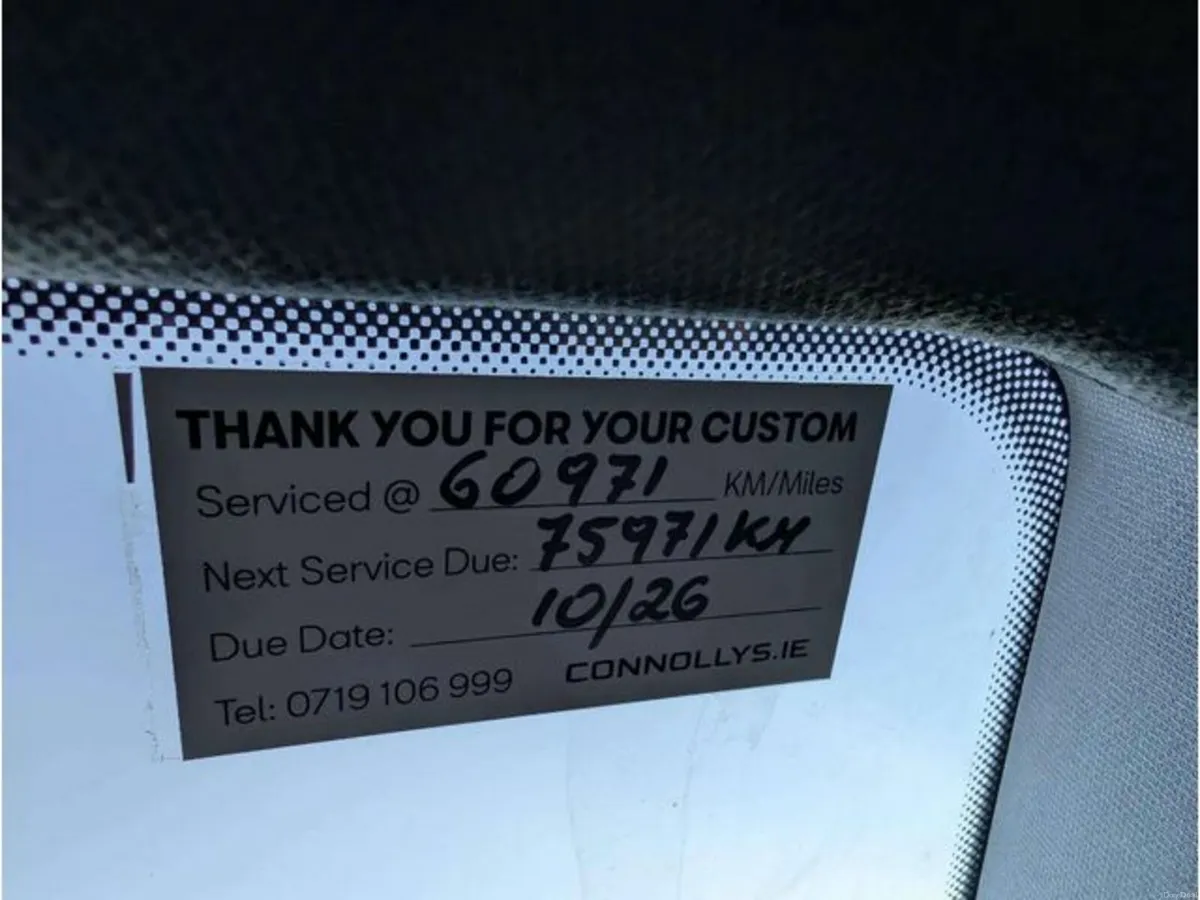 THANK YOU FOR YOUR CUSTOM
Serviced @ 60971 KM/Miles
Next Service Due: 75971 KM
Due Date: 10/26
Tel: 0719 106 999 CONNOLLYS.IE